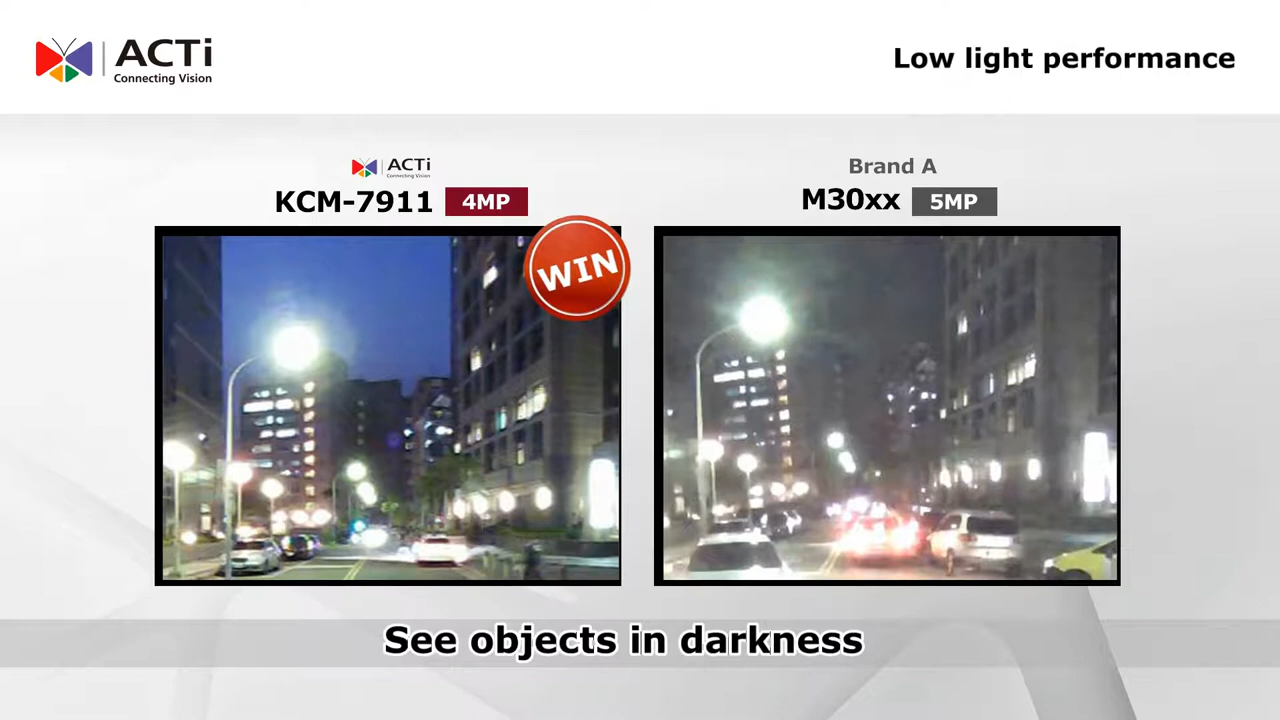 ACTi
Connecting Vision
Low light performance
ACTi
Connecting Vision
KCM-7911 4MP
Brand A
M30xx 5MP
WIN
See objects in darkness